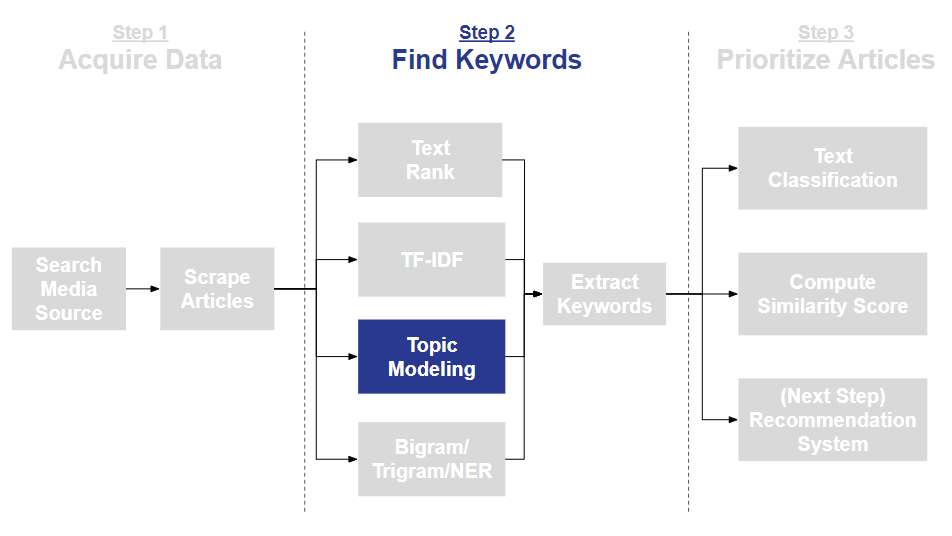 Step 1
Acquire Data
Step 2
Find Keywords
Step 3
Prioritize Articles
Search
Media
Source
Scrape
Articles
Text
Rank
TF-IDF
Topic
Modeling
Bigram/
Trigram/NER
Extract
Keywords
Text
Classification
Compute
Similarity Score
(Next Step)
Recommendation
System